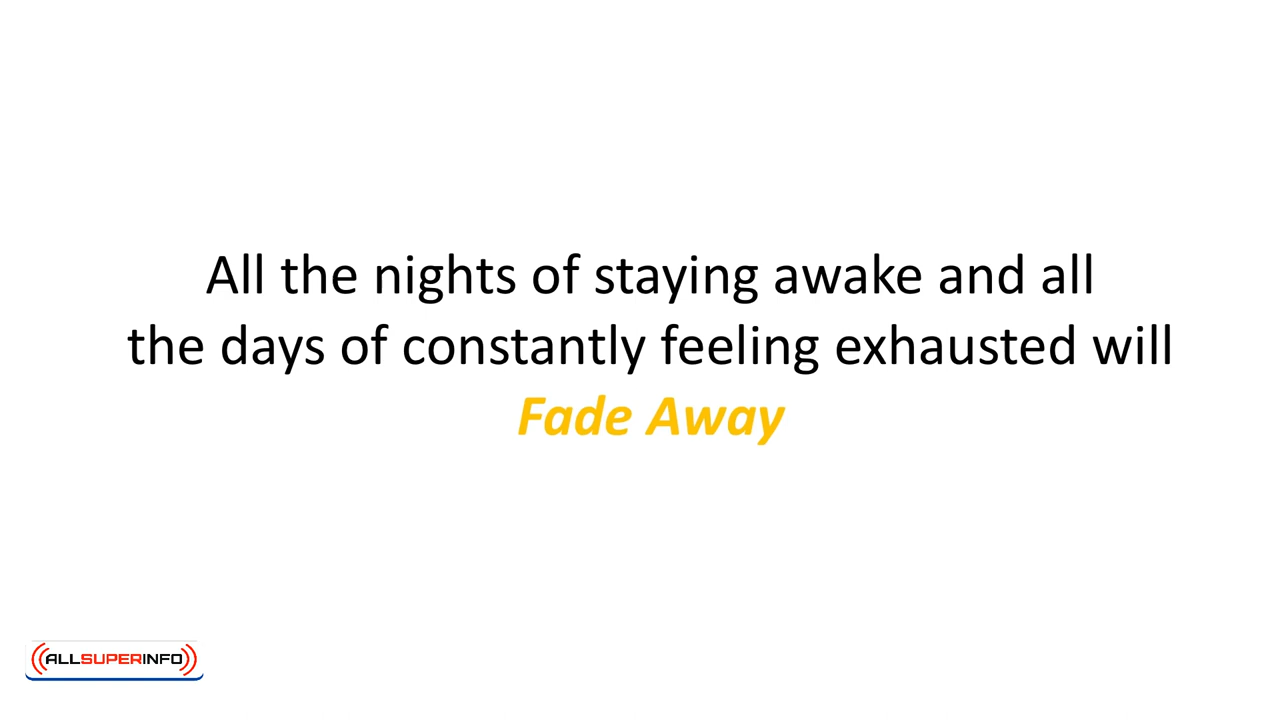 All the nights of staying awake and all
the days of constantly feeling exhausted will
Fade Away
ALLSUPERINFO